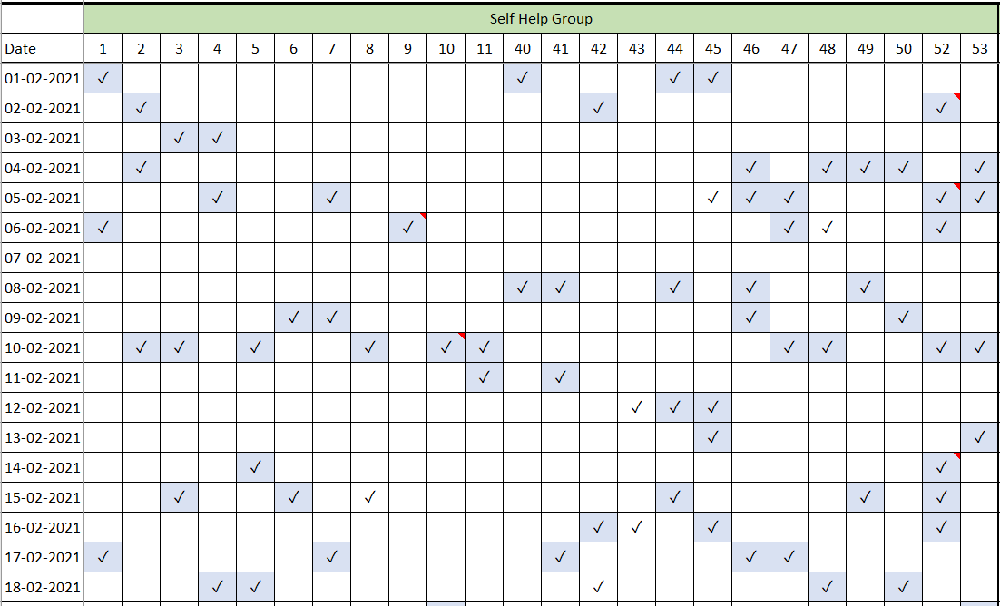 Self Help Group
Date 1 2 3 4 5 6 7 8 9 10 11 40 41 42 43 44 45 46 47 48 49 50 52 53
01-02-2021 ✓ ✓ ✓ ✓
02-02-2021 ✓ ✓ ✓
03-02-2021 ✓ ✓
04-02-2021 ✓ ✓ ✓ ✓ ✓ ✓
05-02-2021 ✓ ✓ ✓ ✓ ✓ ✓ ✓
06-02-2021 ✓ ✓ ✓ ✓ ✓
07-02-2021
08-02-2021 ✓ ✓ ✓ ✓ ✓
09-02-2021 ✓ ✓ ✓ ✓
10-02-2021 ✓ ✓ ✓ ✓ ✓ ✓ ✓ ✓ ✓ ✓
11-02-2021 ✓ ✓
12-02-2021 ✓ ✓ ✓
13-02-2021 ✓ ✓
14-02-2021 ✓ ✓
15-02-2021 ✓ ✓ ✓ ✓ ✓ ✓
16-02-2021 ✓ ✓ ✓ ✓
17-02-2021 ✓ ✓ ✓ ✓ ✓
18-02-2021 ✓ ✓ ✓ ✓ ✓